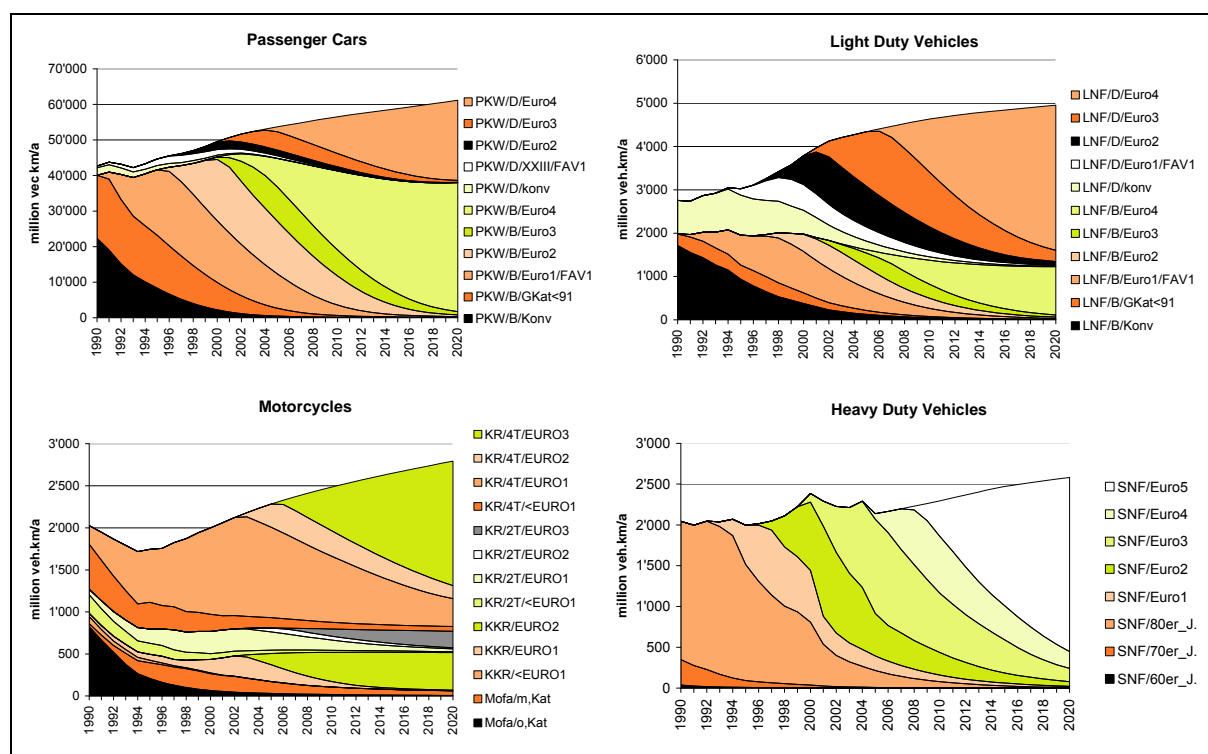 Passenger Cars
million vec km/a
70'000
60'000
50'000
40'000
30'000
20'000
10'000
0
1990
1992
1994
1996
1998
2000
2002
2004
2006
2008
2010
2012
2014
2016
2018
2020
PKW/D/Euro4
PKW/D/Euro3
PKW/D/Euro2
PKW/D/XXIII/FAV1
PKW/D/konv
PKW/B/Euro4
PKW/B/Euro3
PKW/B/Euro2
PKW/B/Euro1/FAV1
PKW/B/GKat<91
PKW/B/Konv
Light Duty Vehicles
million veh.km/a
6'000
5'000
4'000
3'000
2'000
1'000
0
1990
1992
1994
1996
1998
2000
2002
2004
2006
2008
2010
2012
2014
2016
2018
2020
LNF/D/Euro4
LNF/D/Euro3
LNF/D/Euro2
LNF/D/Euro1/FAV1
LNF/D/konv
LNF/B/Euro4
LNF/B/Euro3
LNF/B/Euro2
LNF/B/Euro1/FAV1
LNF/B/GKat<91
LNF/B/Konv
Motorcycles
million veh.km/a
3'000
2'500
2'000
1'500
1'000
500
0
1990
1992
1994
1996
1998
2000
2002
2004
2006
2008
2010
2012
2014
2016
2018
2020
KR/4T/EURO3
KR/4T/EURO2
KR/4T/EURO1
KR/4T/<EURO1
KR/2T/EURO3
KR/2T/EURO2
KR/2T/EURO1
KR/2T/<EURO1
KKR/EURO2
KKR/EURO1
KKR/<EURO1
Mofa/m,Kat
Mofa/o,Kat
Heavy Duty Vehicles
million veh.km/a
3'000
2'500
2'000
1'500
1'000
500
0
1990
1992
1994
1996
1998
2000
2002
2004
2006
2008
2010
2012
2014
2016
2018
2020
SNF/Euro5
SNF/Euro4
SNF/Euro3
SNF/Euro2
SNF/Euro1
SNF/80er_J.
SNF/70er_J.
SNF/60er_J.